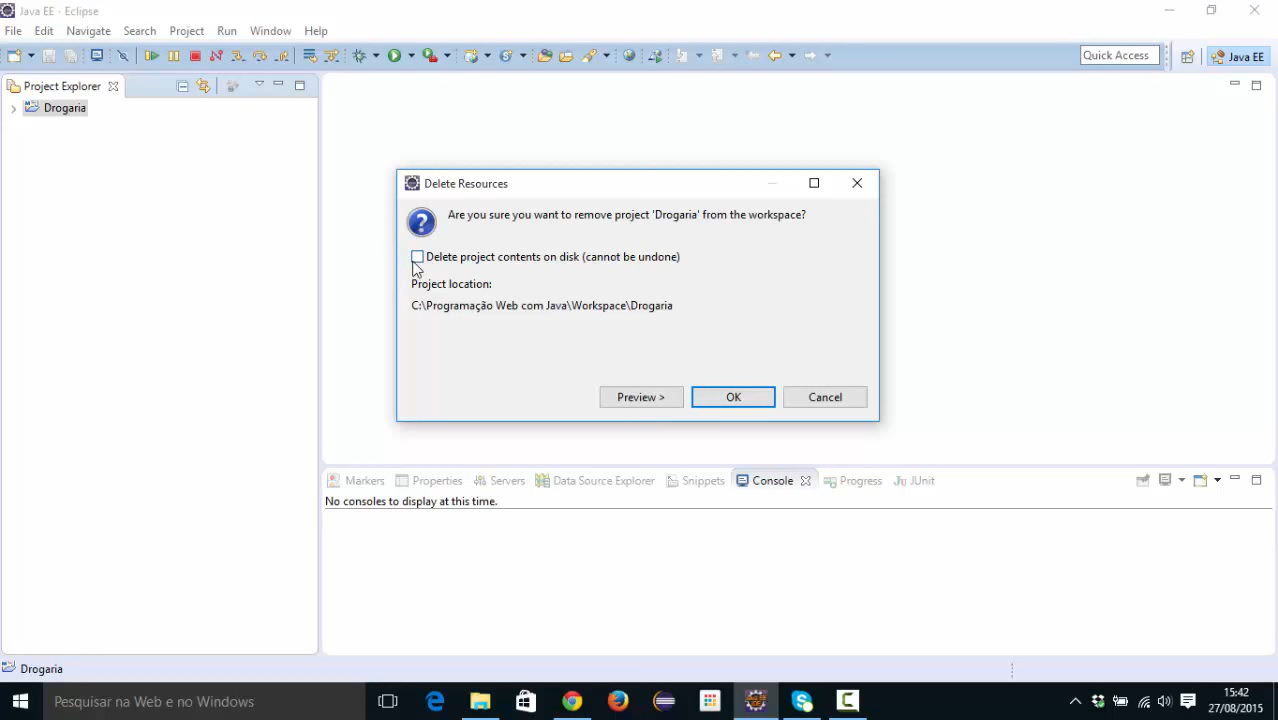 Java EE - Eclipse
File Edit Navigate Search Project Run Window Help
Quick Access
Java EE
Project Explorer
Drogaria
Delete Resources
Are you sure you want to remove project 'Drogaria' from the workspace?
Delete project contents on disk (cannot be undone)
Project location:
C:\Programação Web com Java\Workspace\Drogaria
Preview > OK Cancel
Markers Properties Servers Data Source Explorer Snippets Console Progress JUnit
No consoles to display at this time.
Drogaria
Pesquisar na Web e no Windows
15:42
27/08/2015